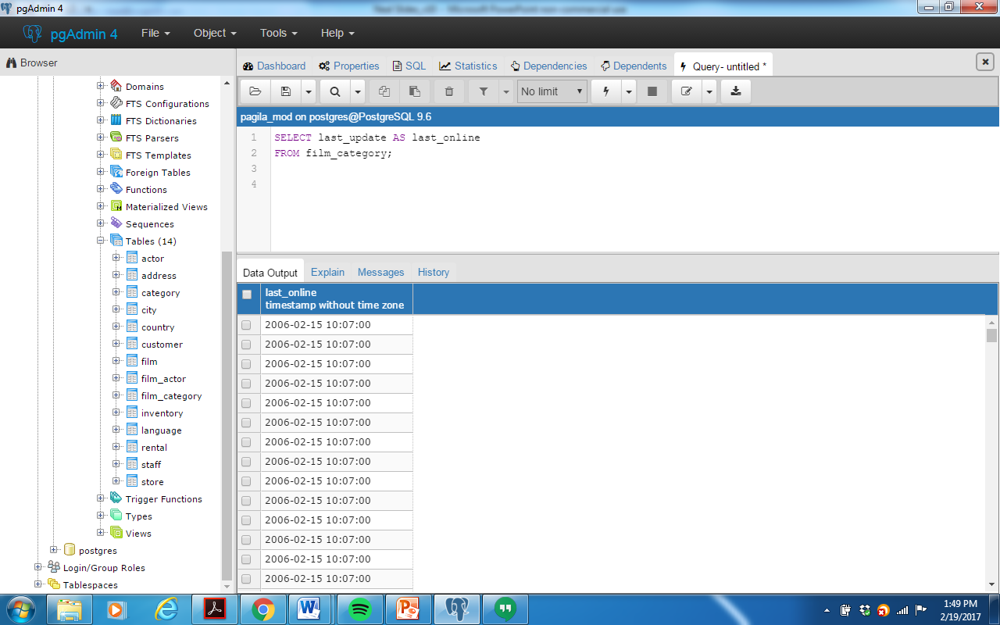 pgAdmin 4
pgAdmin 4
File
Object
Tools
Help
Browser
Domains
FTS Configurations
FTS Dictionaries
FTS Parsers
FTS Templates
Foreign Tables
Functions
Materialized Views
Sequences
Tables (14)
actor
address
category
city
country
customer
film
film_actor
film_category
inventory
language
rental
staff
store
Trigger Functions
Types
Views
postgres
Login/Group Roles
Tablespaces
Dashboard
Properties
SQL
Statistics
Dependencies
Dependents
Query- untitled *
No limit
pagila_mod on postgres@PostgreSQL 9.6
1 SELECT last_update AS last_online
2 FROM film_category;
3
4
Data Output
Explain
Messages
History
last_online
timestamp without time zone
2006-02-15 10:07:00
2006-02-15 10:07:00
2006-02-15 10:07:00
2006-02-15 10:07:00
2006-02-15 10:07:00
2006-02-15 10:07:00
2006-02-15 10:07:00
2006-02-15 10:07:00
2006-02-15 10:07:00
2006-02-15 10:07:00
2006-02-15 10:07:00
2006-02-15 10:07:00
2006-02-15 10:07:00
2006-02-15 10:07:00
1:49 PM
2/19/2017